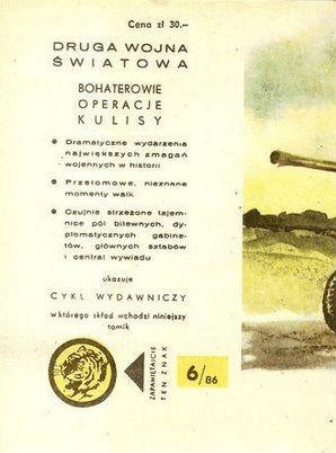 Cena zł 30.–
DRUGA WOJNA
ŚWIATOWA
BOHATEROWIE
OPERACJE
KULISY
● Dramatyczne wydarzenia
największych zmagań
wojennych w historii
● Przełomowe, nieznane
momenty walk
● Czujnie strzeżone tajem-
nice pól bitewnych, dy-
plomatycznych gabine-
tów, głównych sztabów
i central wywiadu
ukazuje
CYKL WYDAWNICZY
w którego skład wchodzi niniejszy
tomik
ZAPAMIĘTAJCIE
TEN ZNAK
6/86